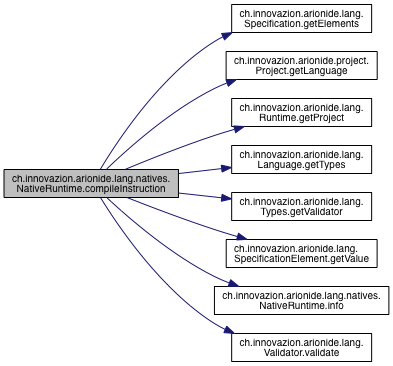 ch.innovazion.arionide.lang.
Specification.getElements
ch.innovazion.arionide.project.
Project.getLanguage
ch.innovazion.arionide.lang.
Runtime.getProject
ch.innovazion.arionide.lang.
Language.getTypes
ch.innovazion.arionide.lang.natives.
NativeRuntime.compileInstruction
ch.innovazion.arionide.lang.
Types.getValidator
ch.innovazion.arionide.lang.
SpecificationElement.getValue
ch.innovazion.arionide.lang.natives.
NativeRuntime.info
ch.innovazion.arionide.lang.
Validator.validate